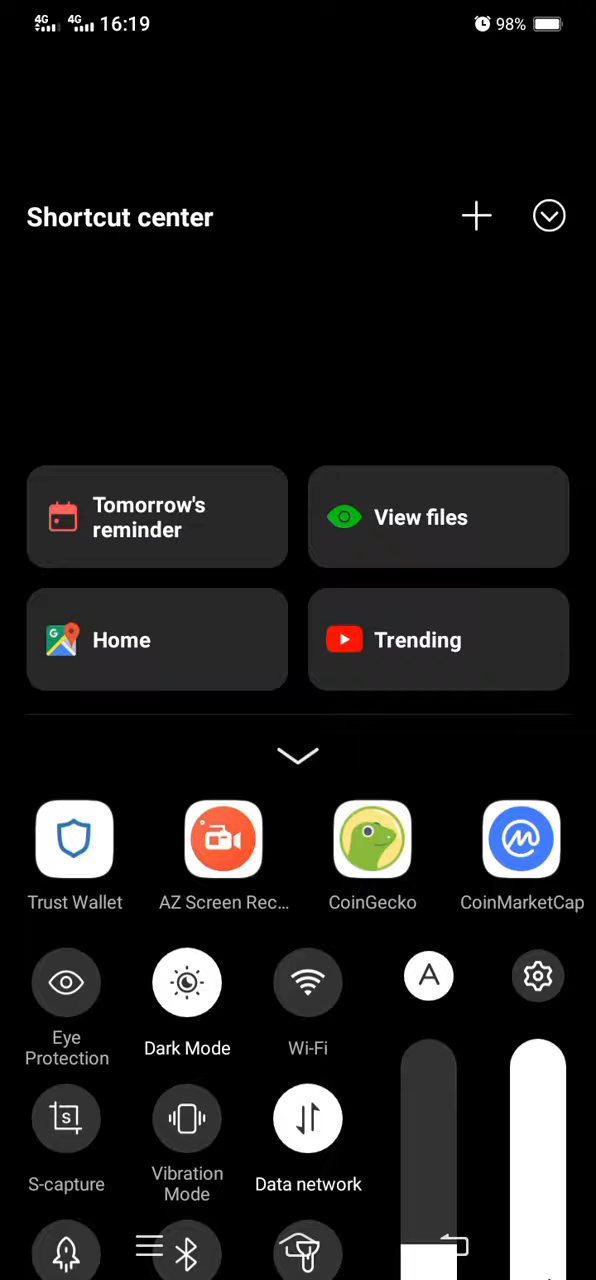 4G 4G 16:19 98%
Shortcut center
Tomorrow's
reminder
View files
Home
Trending
Trust Wallet
AZ Screen Rec...
CoinGecko
CoinMarketCap
A
Eye
Protection
Dark Mode
Wi-Fi
S
S-capture
Vibration
Mode
Data network